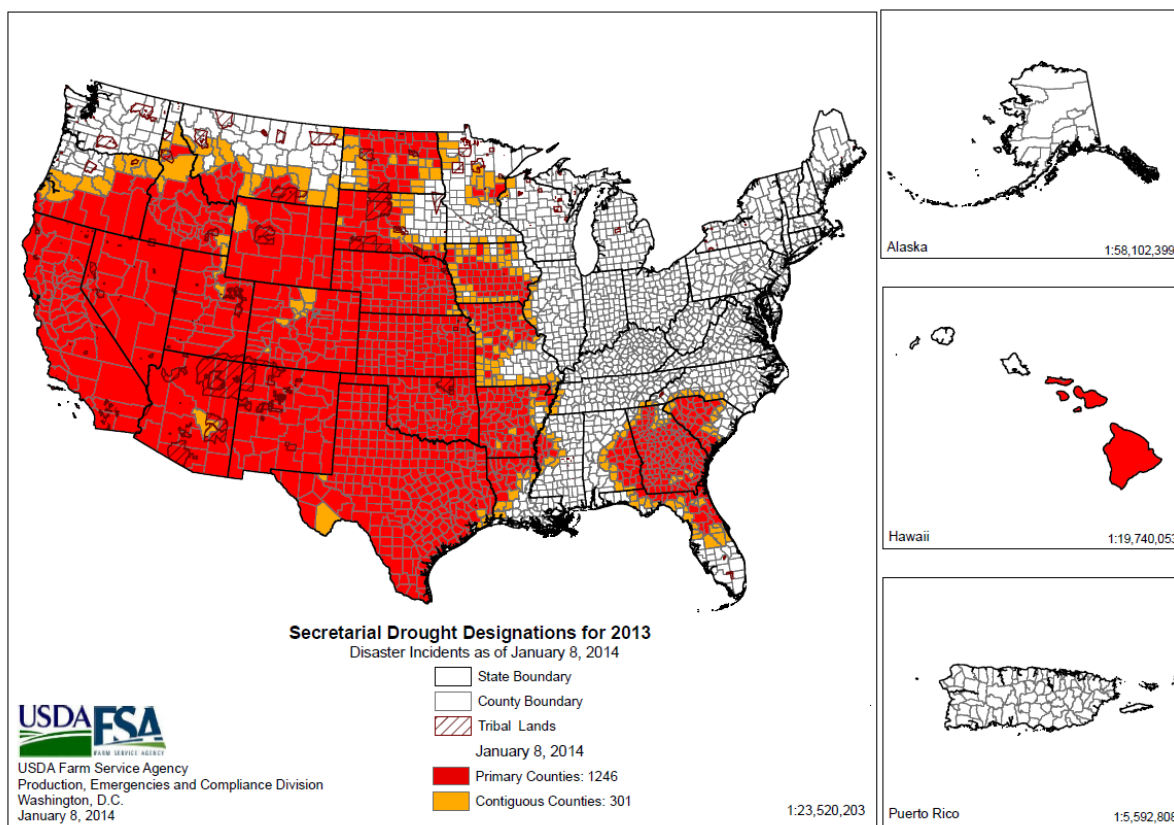 Secretarial Drought Designations for 2013
Disaster Incidents as of January 8, 2014
State Boundary
County Boundary
Tribal Lands
January 8, 2014
Primary Counties: 1246
Contiguous Counties: 301
USDA FSA
FARM SERVICE AGENCY
USDA Farm Service Agency
Production, Emergencies and Compliance Division
Washington, D.C.
January 8, 2014
1:23,520,203
Alaska
1:58,102,399
Hawaii
1:19,740,053
Puerto Rico
1:5,592,808